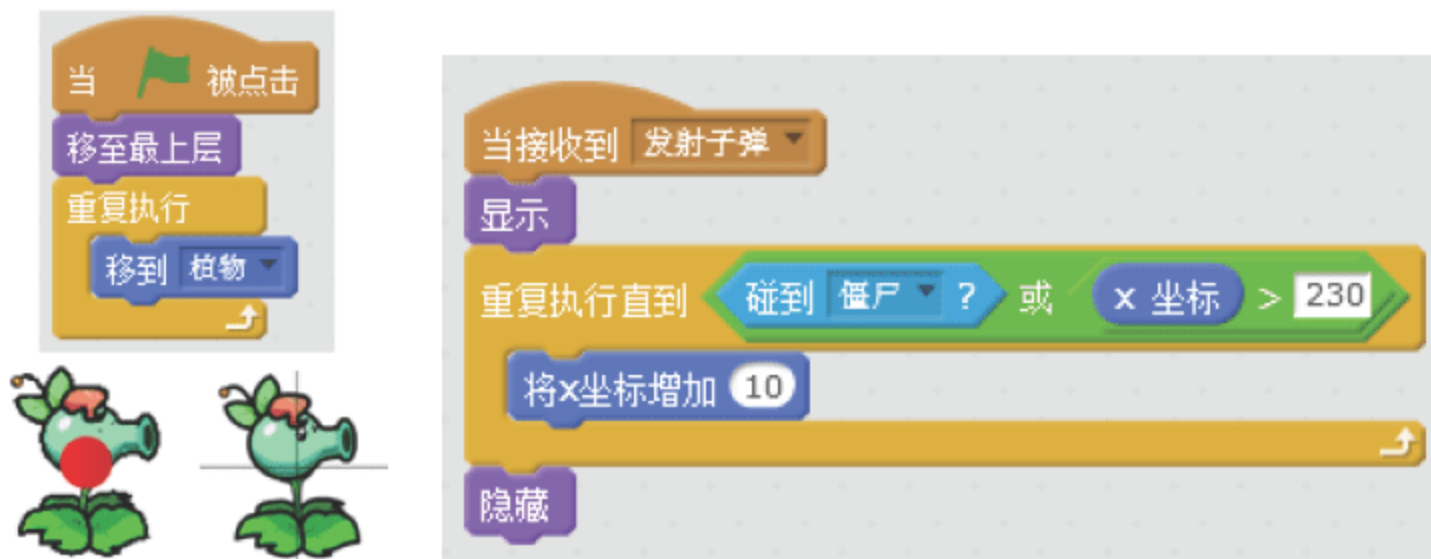 当 被点击
移至最上层
重复执行
移到 植物
当接收到 发射子弹
显示
重复执行直到 碰到 僵尸 ? 或 x 坐标 > 230
将x坐标增加 10
隐藏